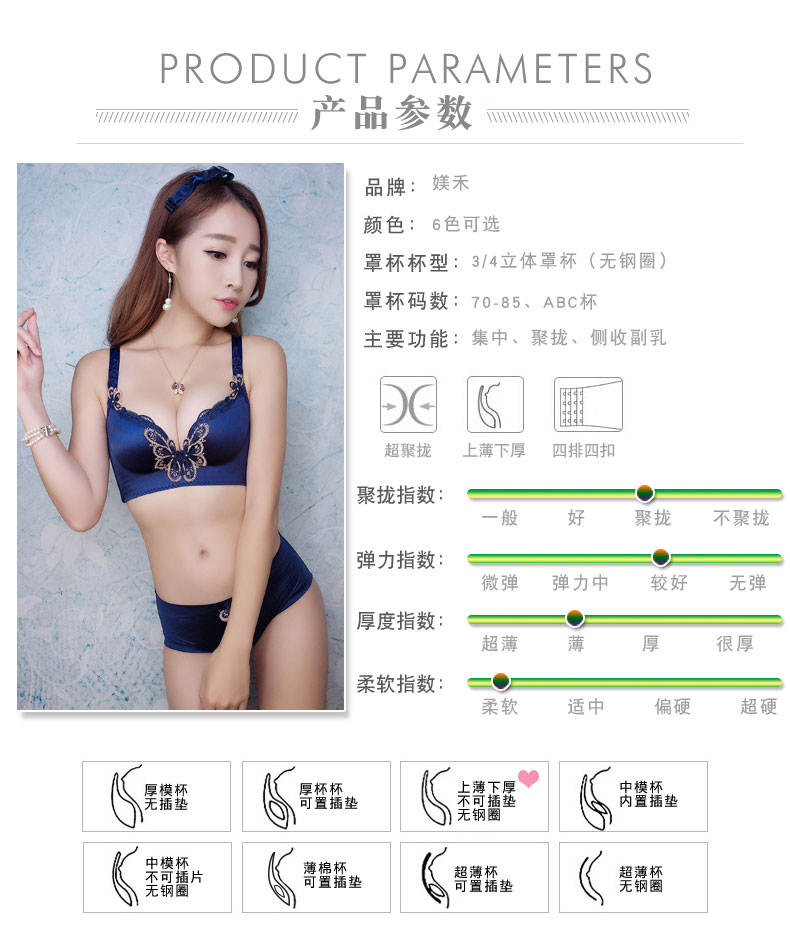 PRODUCT PARAMETERS
产品参数
品牌： 媄禾
颜色： 6色可选
罩杯杯型： 3/4立体罩杯（无钢圈）
罩杯码数： 70-85、ABC杯
主要功能： 集中、聚拢、侧收副乳
超聚拢 上薄下厚 四排四扣
聚拢指数：
一般 好 聚拢 不聚拢
弹力指数：
微弹 弹力中 较好 无弹
厚度指数：
超薄 薄 厚 很厚
柔软指数：
柔软 适中 偏硬 超硬
厚模杯
无插垫
厚杯杯
可置插垫
上薄下厚
不可插垫
无钢圈
中模杯
内置插垫
中模杯
不可插片
无钢圈
薄棉杯
可置插垫
超薄杯
可置插垫
超薄杯
无钢圈